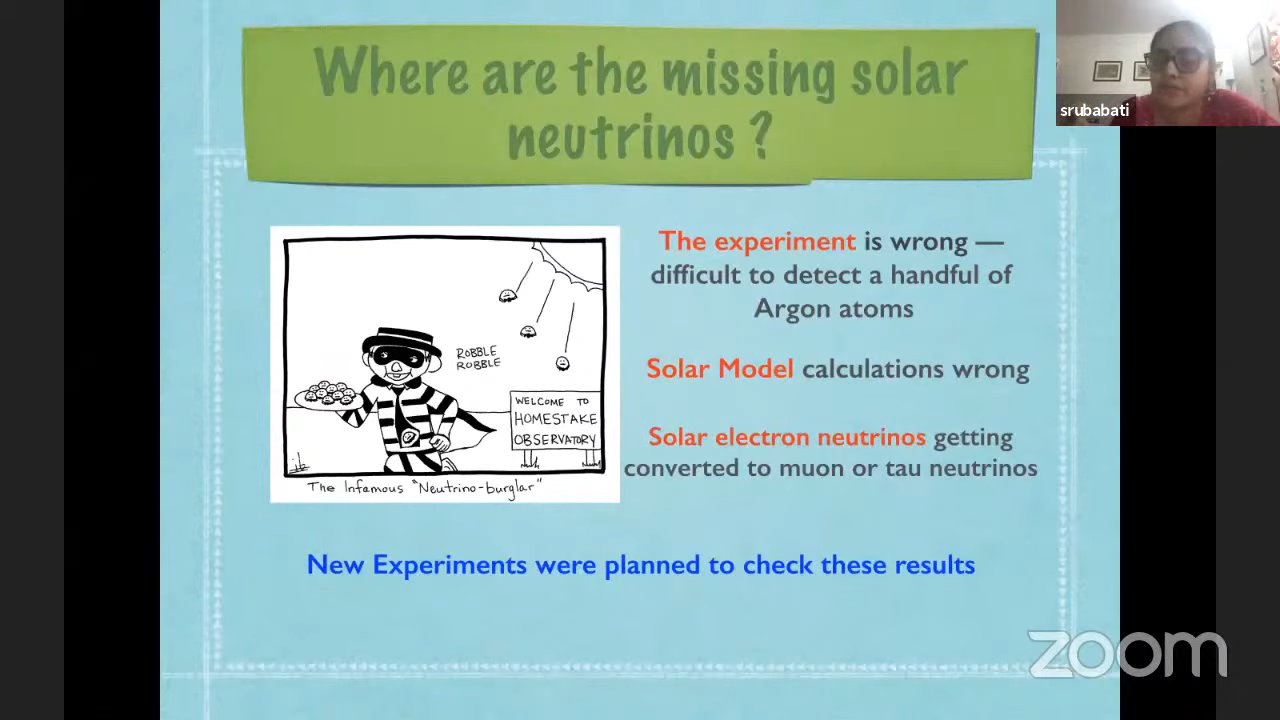 Where are the missing solar
neutrinos ?
srubabati
The experiment is wrong —
difficult to detect a handful of
Argon atoms
ROBBLE
ROBBLE
Solar Model calculations wrong
WELCOME TO
HOMESTAKE
OBSERVATORY
Solar electron neutrinos getting
converted to muon or tau neutrinos
The Infamous "Neutrino-burglar"
New Experiments were planned to check these results
zoom